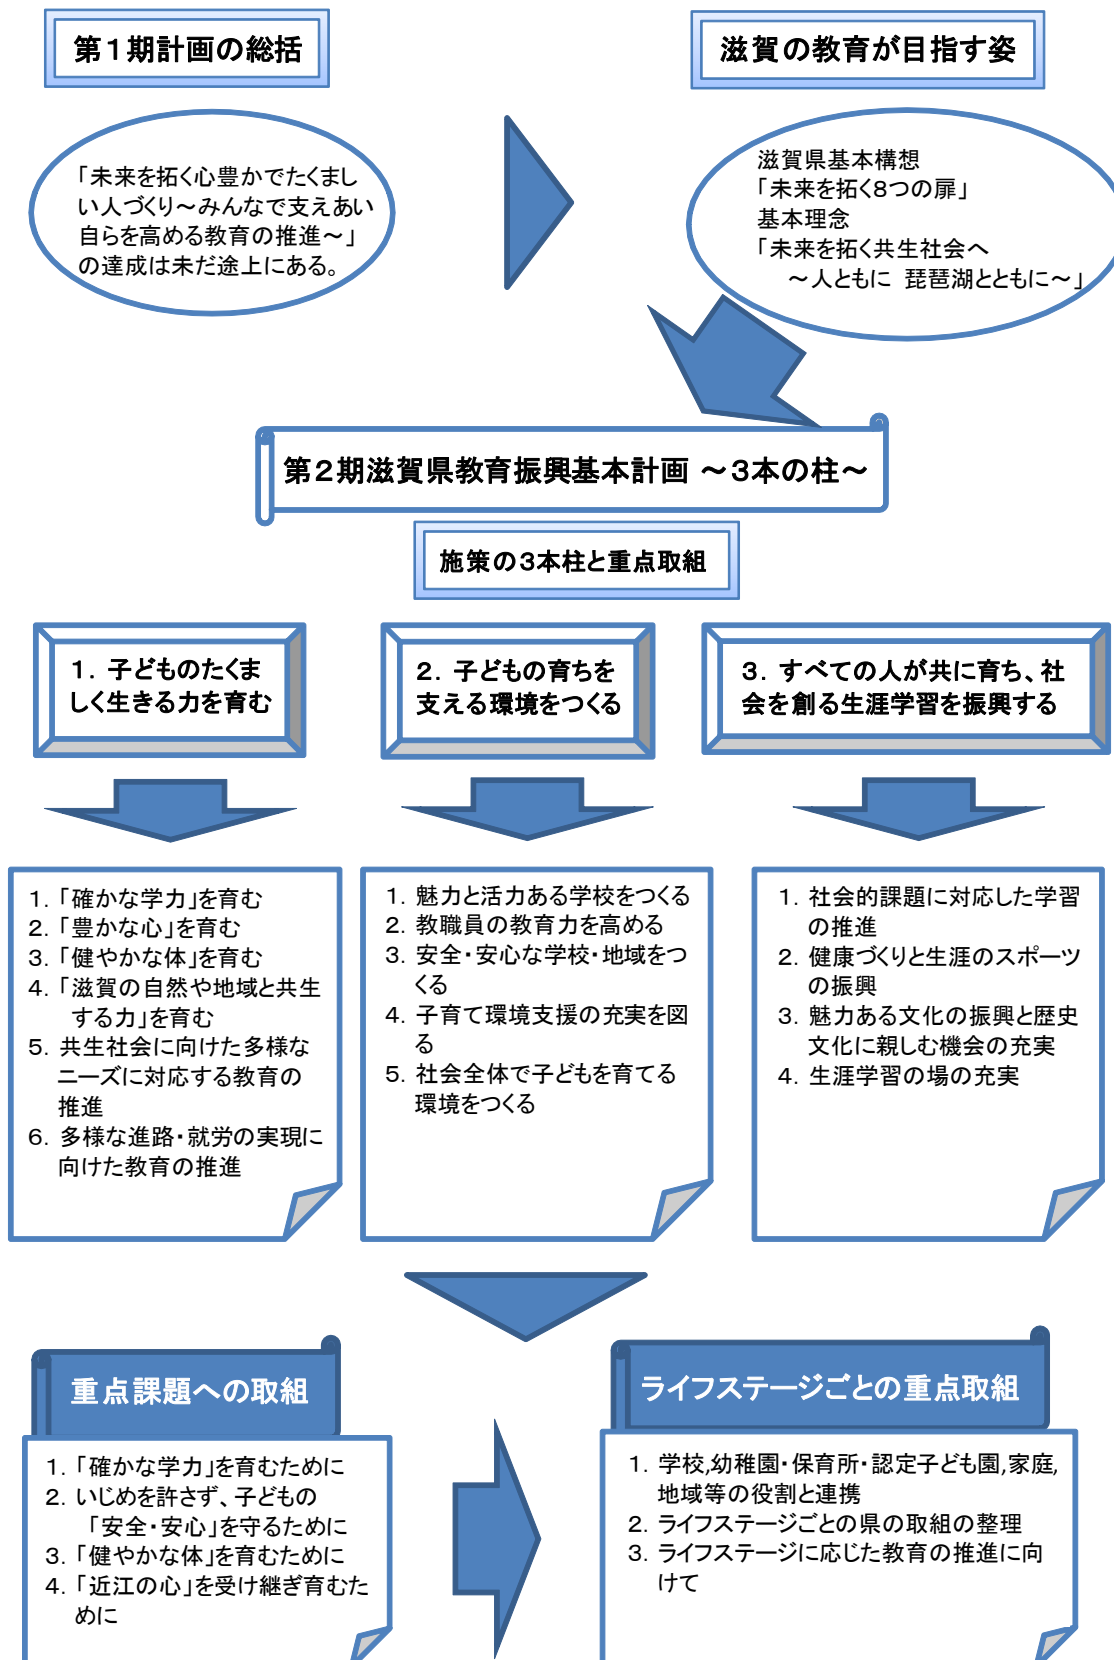 第1期計画の総括
滋賀の教育が目指す姿
「未来を拓く心豊かでたくまし
い人づくり～みんなで支えあい
自らを高める教育の推進～」
の達成は未だ途上にある。
滋賀県基本構想
「未来を拓く8つの扉」
基本理念
「未来を拓く共生社会へ
～人ともに 琵琶湖とともに～」
第2期滋賀県教育振興基本計画 ～3本の柱～
施策の3本柱と重点取組
1. 子どものたくま
しく生きる力を育む
2. 子どもの育ちを
支える環境をつくる
3. すべての人が共に育ち、社
会を創る生涯学習を振興する
1. 「確かな学力」を育む
2. 「豊かな心」を育む
3. 「健やかな体」を育む
4. 「滋賀の自然や地域と共生
する力」を育む
5. 共生社会に向けた多様な
ニーズに対応する教育の
推進
6. 多様な進路・就労の実現に
向けた教育の推進
1. 魅力と活力ある学校をつくる
2. 教職員の教育力を高める
3. 安全・安心な学校・地域をつ
くる
4. 子育て環境支援の充実を図
る
5. 社会全体で子どもを育てる
環境をつくる
1. 社会的課題に対応した学習
の推進
2. 健康づくりと生涯のスポーツ
の振興
3. 魅力ある文化の振興と歴史
文化に親しむ機会の充実
4. 生涯学習の場の充実
重点課題への取組
1. 「確かな学力」を育むために
2. いじめを許さず、子どもの
「安全・安心」を守るために
3. 「健やかな体」を育むために
4. 「近江の心」を受け継ぎ育むた
めに
ライフステージごとの重点取組
1. 学校,幼稚園・保育所・認定子ども園,家庭,
地域等の役割と連携
2. ライフステージごとの県の取組の整理
3. ライフステージに応じた教育の推進に向
けて